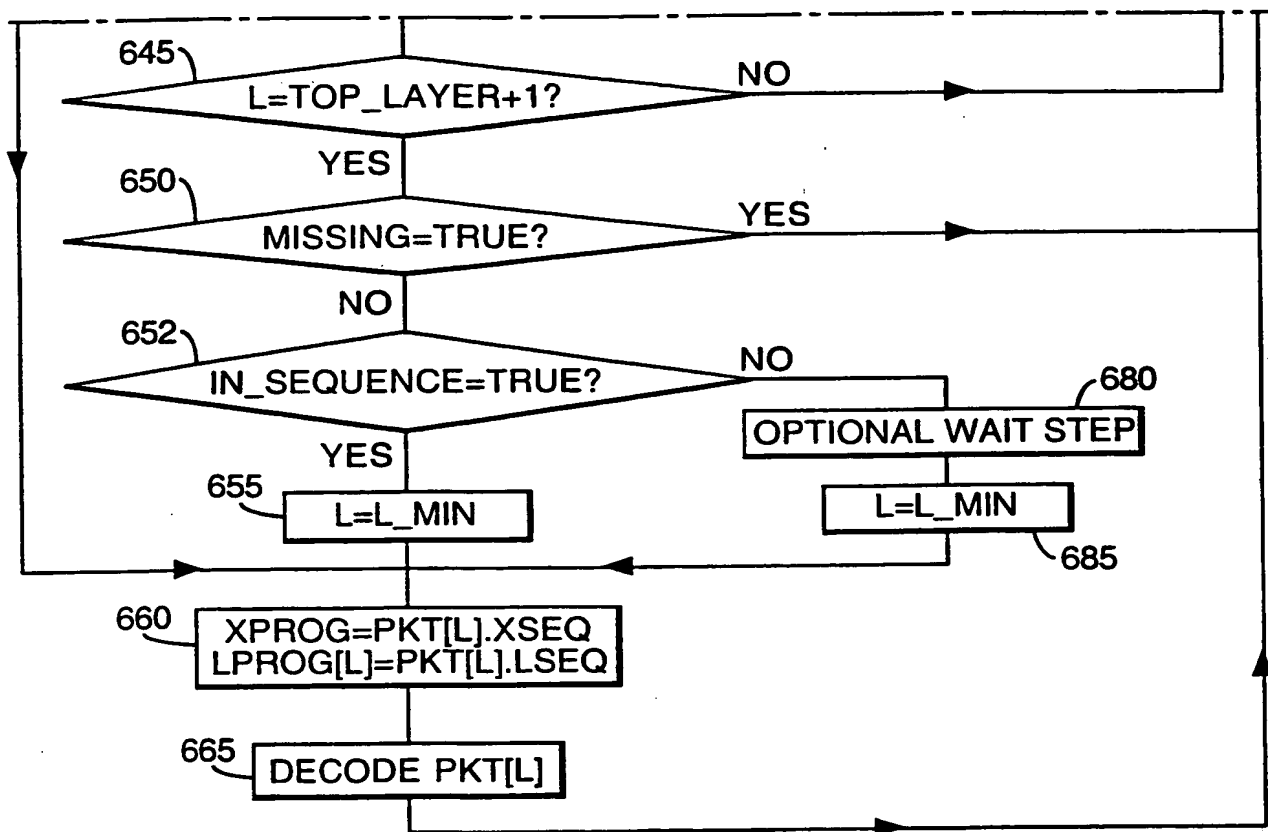 645
L=TOP_LAYER+1?
NO
YES
650
MISSING=TRUE?
YES
NO
652
IN_SEQUENCE=TRUE?
NO
680
OPTIONAL WAIT STEP
YES
655
L=L_MIN
L=L_MIN
685
660
XPROG=PKT[L].XSEQ
LPROG[L]=PKT[L].LSEQ
665
DECODE PKT[L]